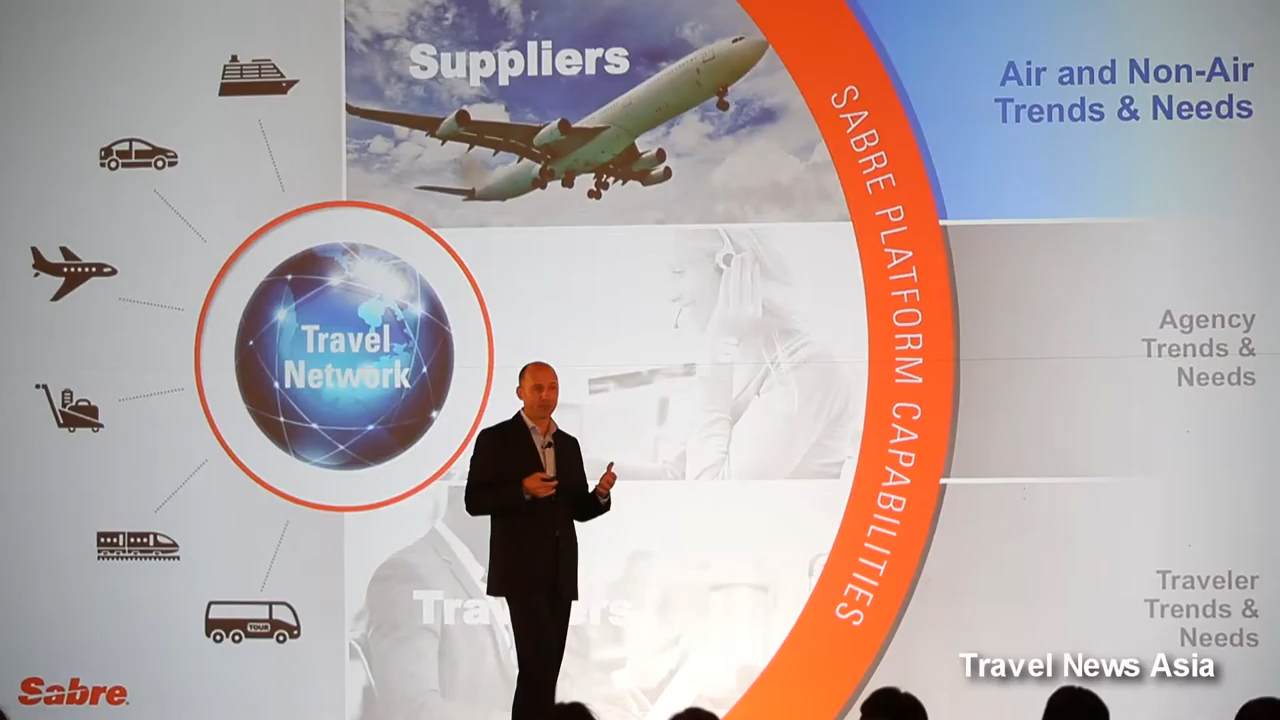 Suppliers
Air and Non-Air
Trends & Needs
SABRE PLATFORM CAPABILITIES
Travel
Network
Agency
Trends &
Needs
TOUR
Traveler
Trends &
Needs
Sabre
Travel News Asia